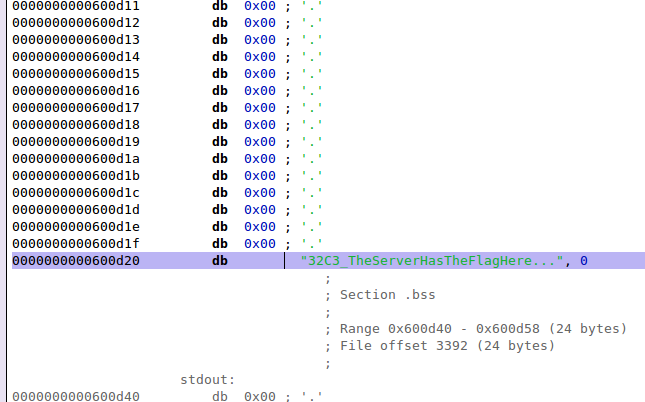 0000000000600d11 db 0x00 ; '.'
0000000000600d12 db 0x00 ; '.'
0000000000600d13 db 0x00 ; '.'
0000000000600d14 db 0x00 ; '.'
0000000000600d15 db 0x00 ; '.'
0000000000600d16 db 0x00 ; '.'
0000000000600d17 db 0x00 ; '.'
0000000000600d18 db 0x00 ; '.'
0000000000600d19 db 0x00 ; '.'
0000000000600d1a db 0x00 ; '.'
0000000000600d1b db 0x00 ; '.'
0000000000600d1c db 0x00 ; '.'
0000000000600d1d db 0x00 ; '.'
0000000000600d1e db 0x00 ; '.'
0000000000600d1f db 0x00 ; '.'
0000000000600d20 db "32C3_TheServerHasTheFlagHere...", 0
;
; Section .bss
;
; Range 0x600d40 - 0x600d58 (24 bytes)
; File offset 3392 (24 bytes)
;
stdout:
0000000000600d40 db 0x00 ; '.'